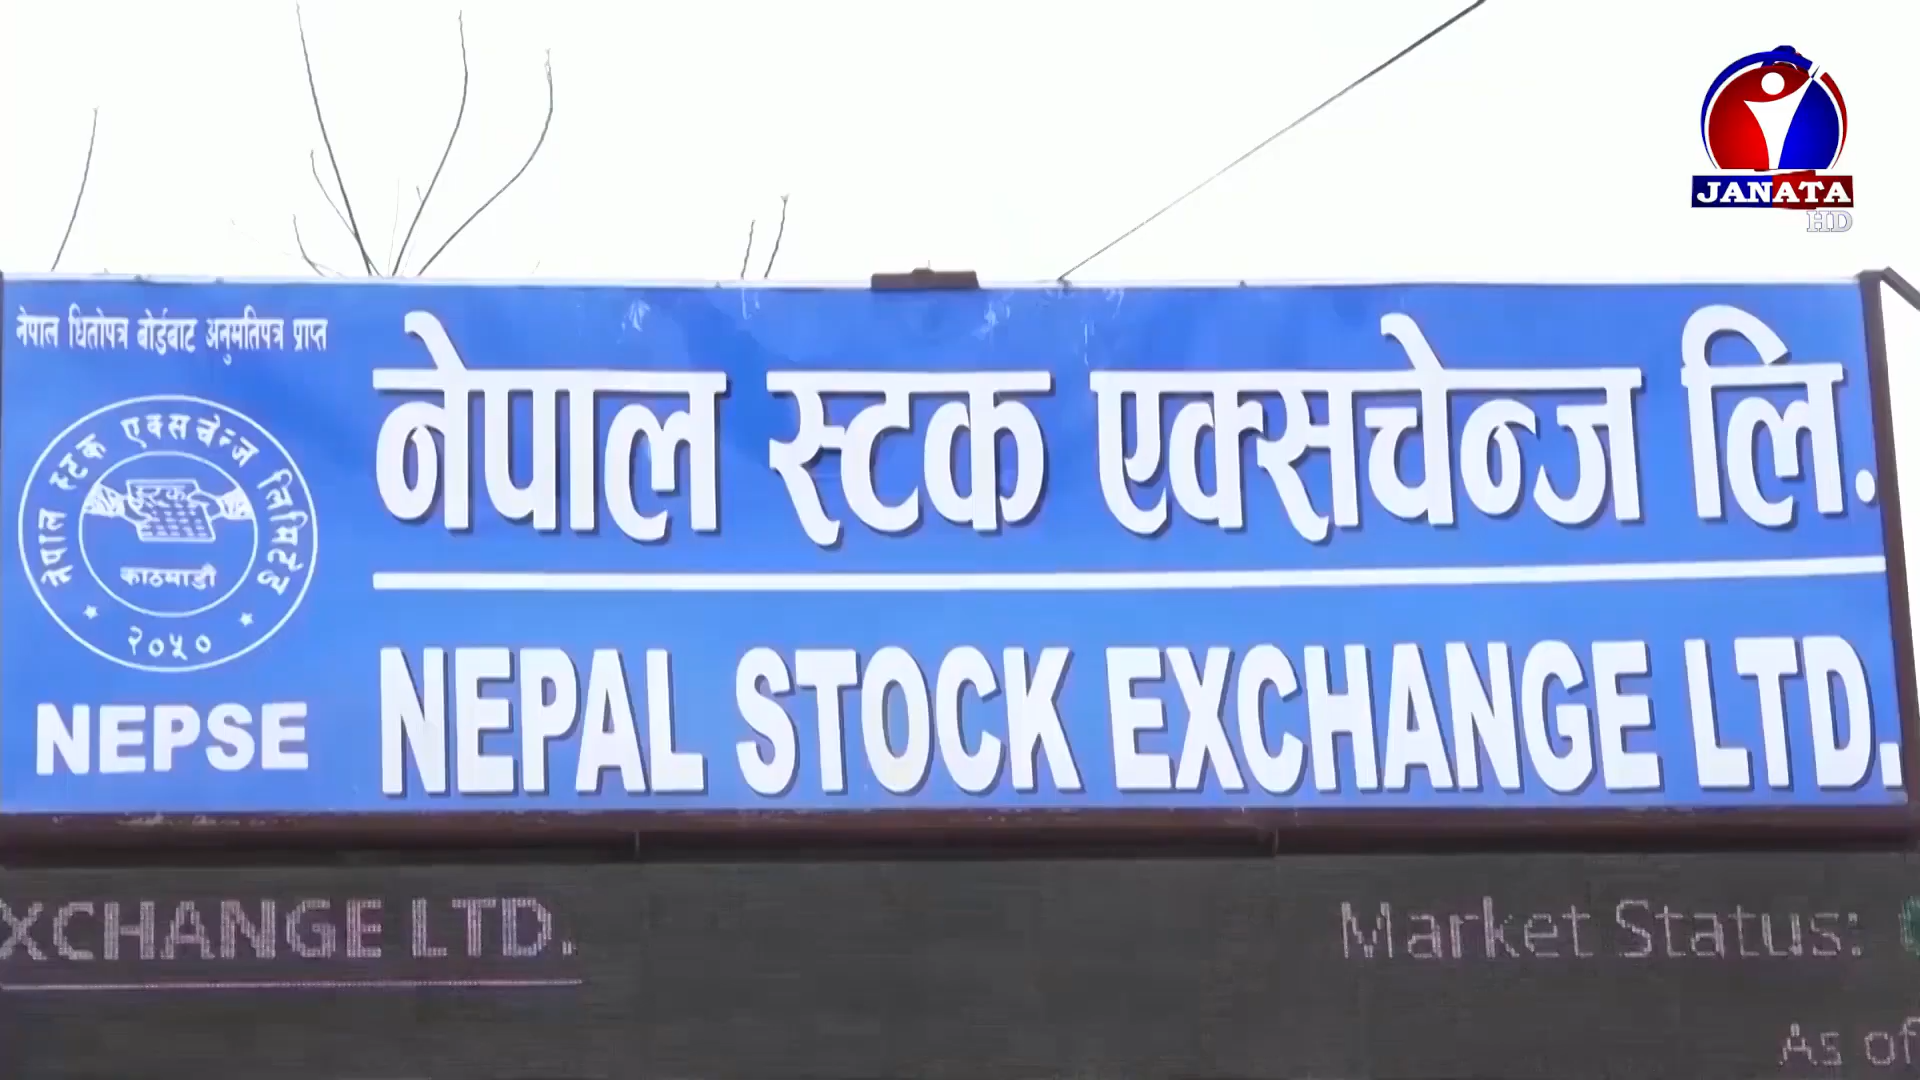 JANATA
HD
नेपाल धितोपत्र बोर्डबाट अनुमतिपत्र प्राप्त
नेपाल स्टक एक्सचेन्ज लि.
नेपाल स्टक एक्सचेन्ज लिमिटेड
स्टक
काठमाडौं
२०५०
NEPSE
NEPAL STOCK EXCHANGE LTD.
XCHANGE LTD.
Market Status:
As of